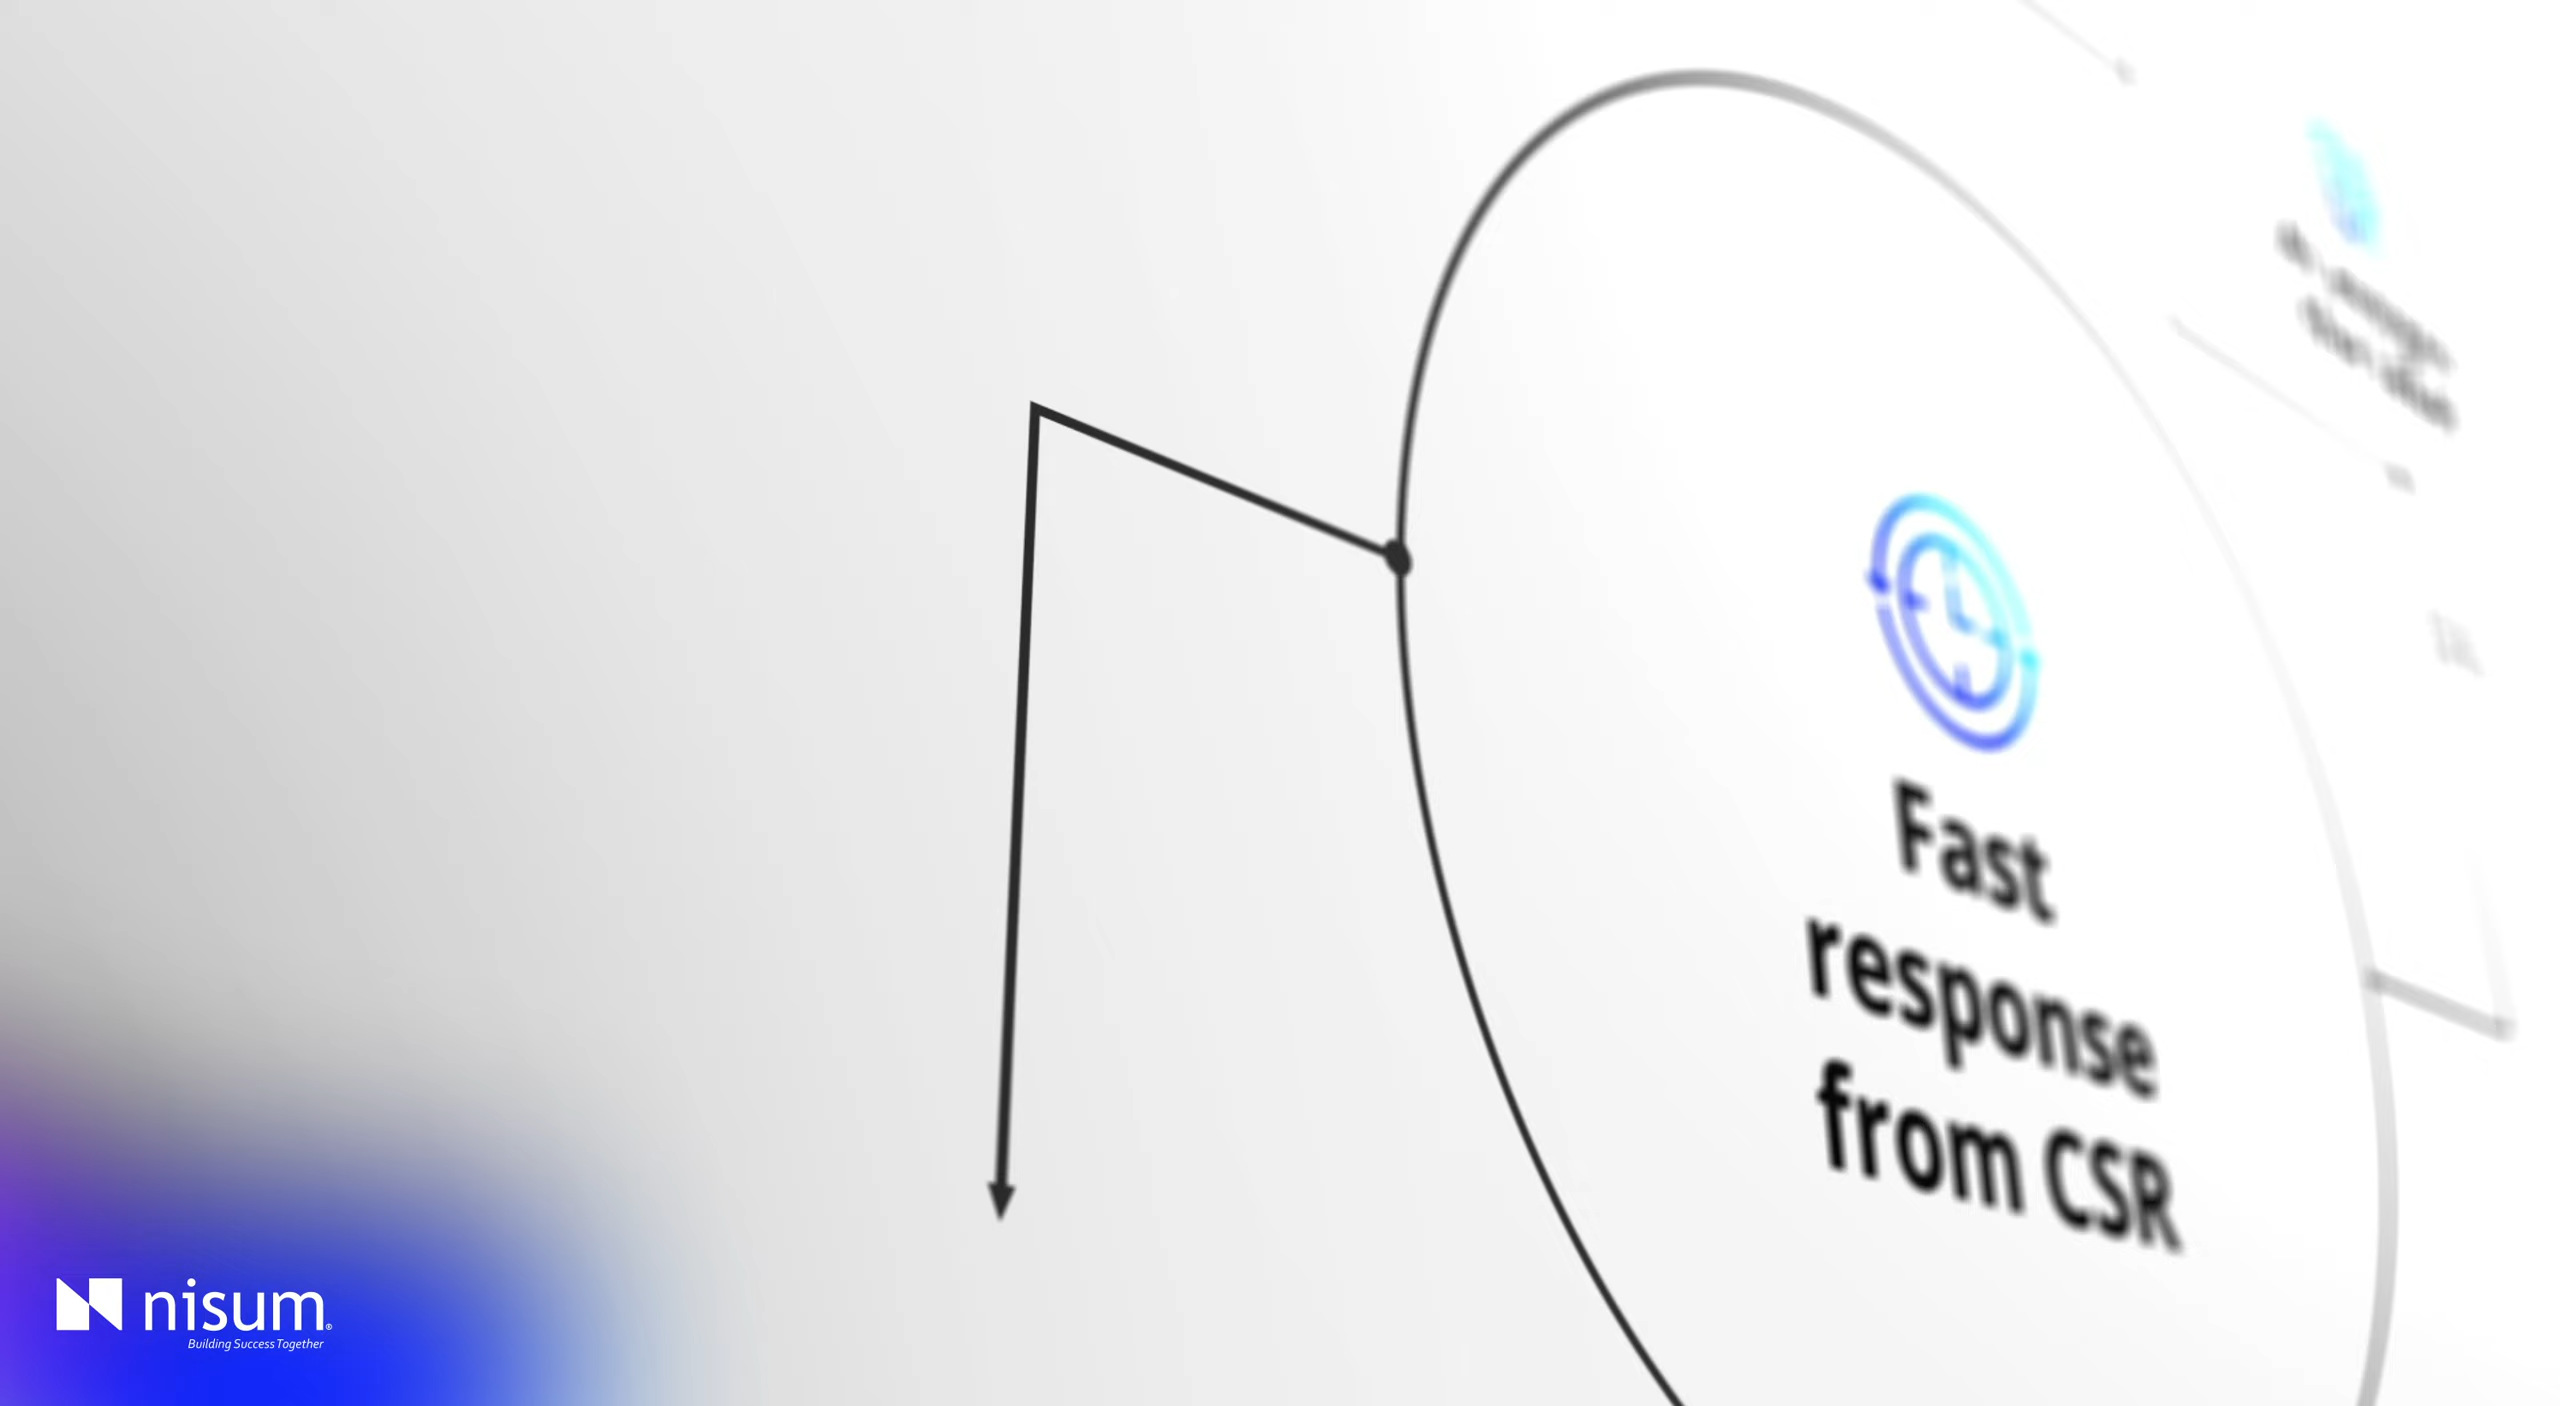 Fast
response
from CSR
nisum®
Building Success Together